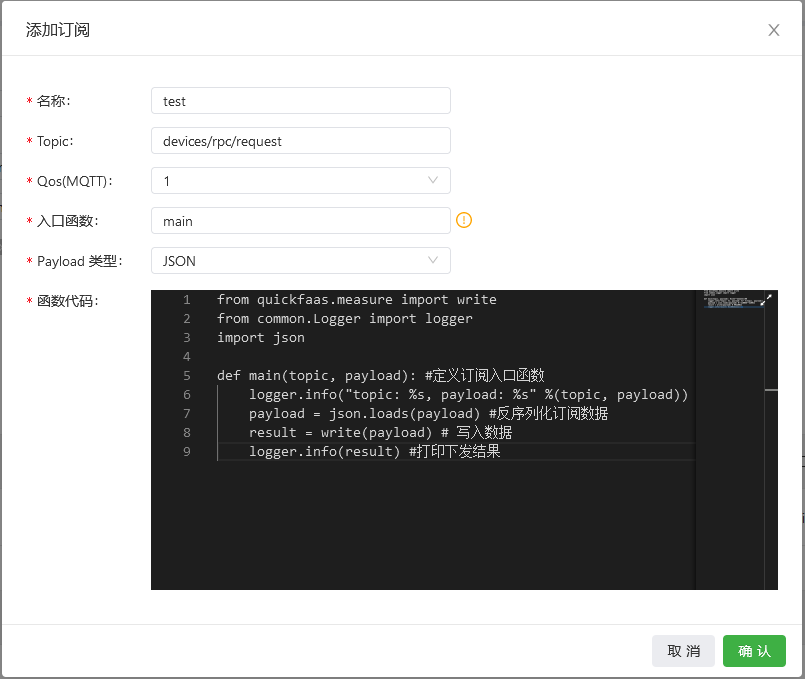 添加订阅
* 名称:
test
* Topic:
devices/rpc/request
* Qos(MQTT):
1
* 入口函数:
main
* Payload 类型:
JSON
* 函数代码:
1 from quickfaas.measure import write
2 from common.Logger import logger
3 import json
4
5 def main(topic, payload): #定义订阅入口函数
6 logger.info("topic: %s, payload: %s" %(topic, payload))
7 payload = json.loads(payload) #反序列化订阅数据
8 result = write(payload) # 写入数据
9 logger.info(result) #打印下发结果
取 消
确 认